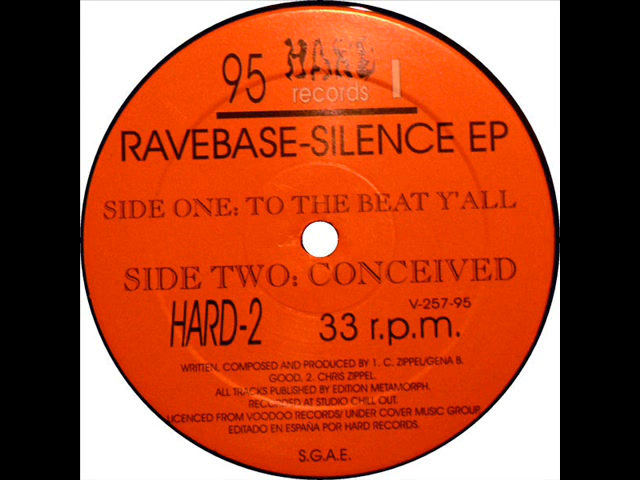 95 HARD
records 1
RAVEBASE-SILENCE EP
SIDE ONE: TO THE BEAT Y'ALL
SIDE TWO: CONCEIVED
V-257-95
HARD-2 33 r.p.m.
WRITTEN, COMPOSED AND PRODUCED BY 1. C. ZIPPEL/GENA B.
GOOD, 2. CHRIS ZIPPEL.
ALL TRACKS PUBLISHED BY EDITION METAMORPH.
RECORDED AT STUDIO CHILL OUT.
LICENCED FROM VOODOO RECORDS/ UNDER COVER MUSIC GROUP
EDITADO EN ESPAÑA POR HARD RECORDS.
S.G.A.E.